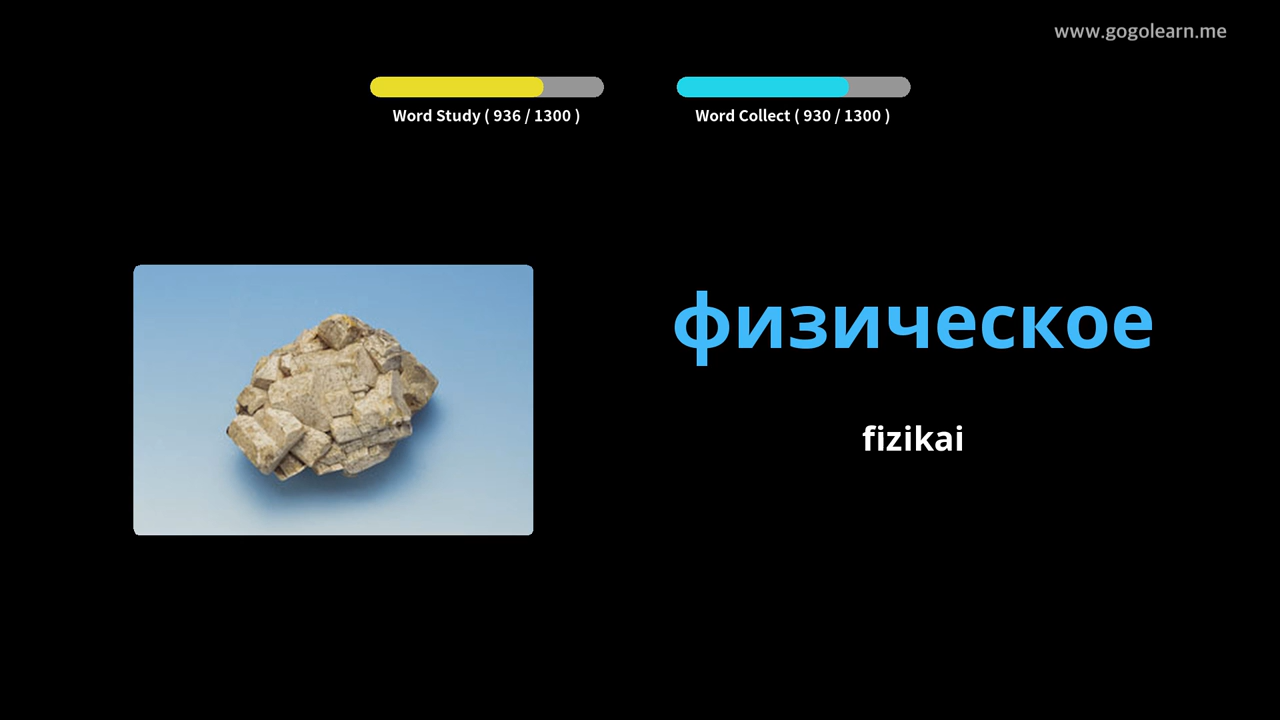 www.gogolearn.me
Word Study ( 936 / 1300 )
Word Collect ( 930 / 1300 )
физическое
fizikai